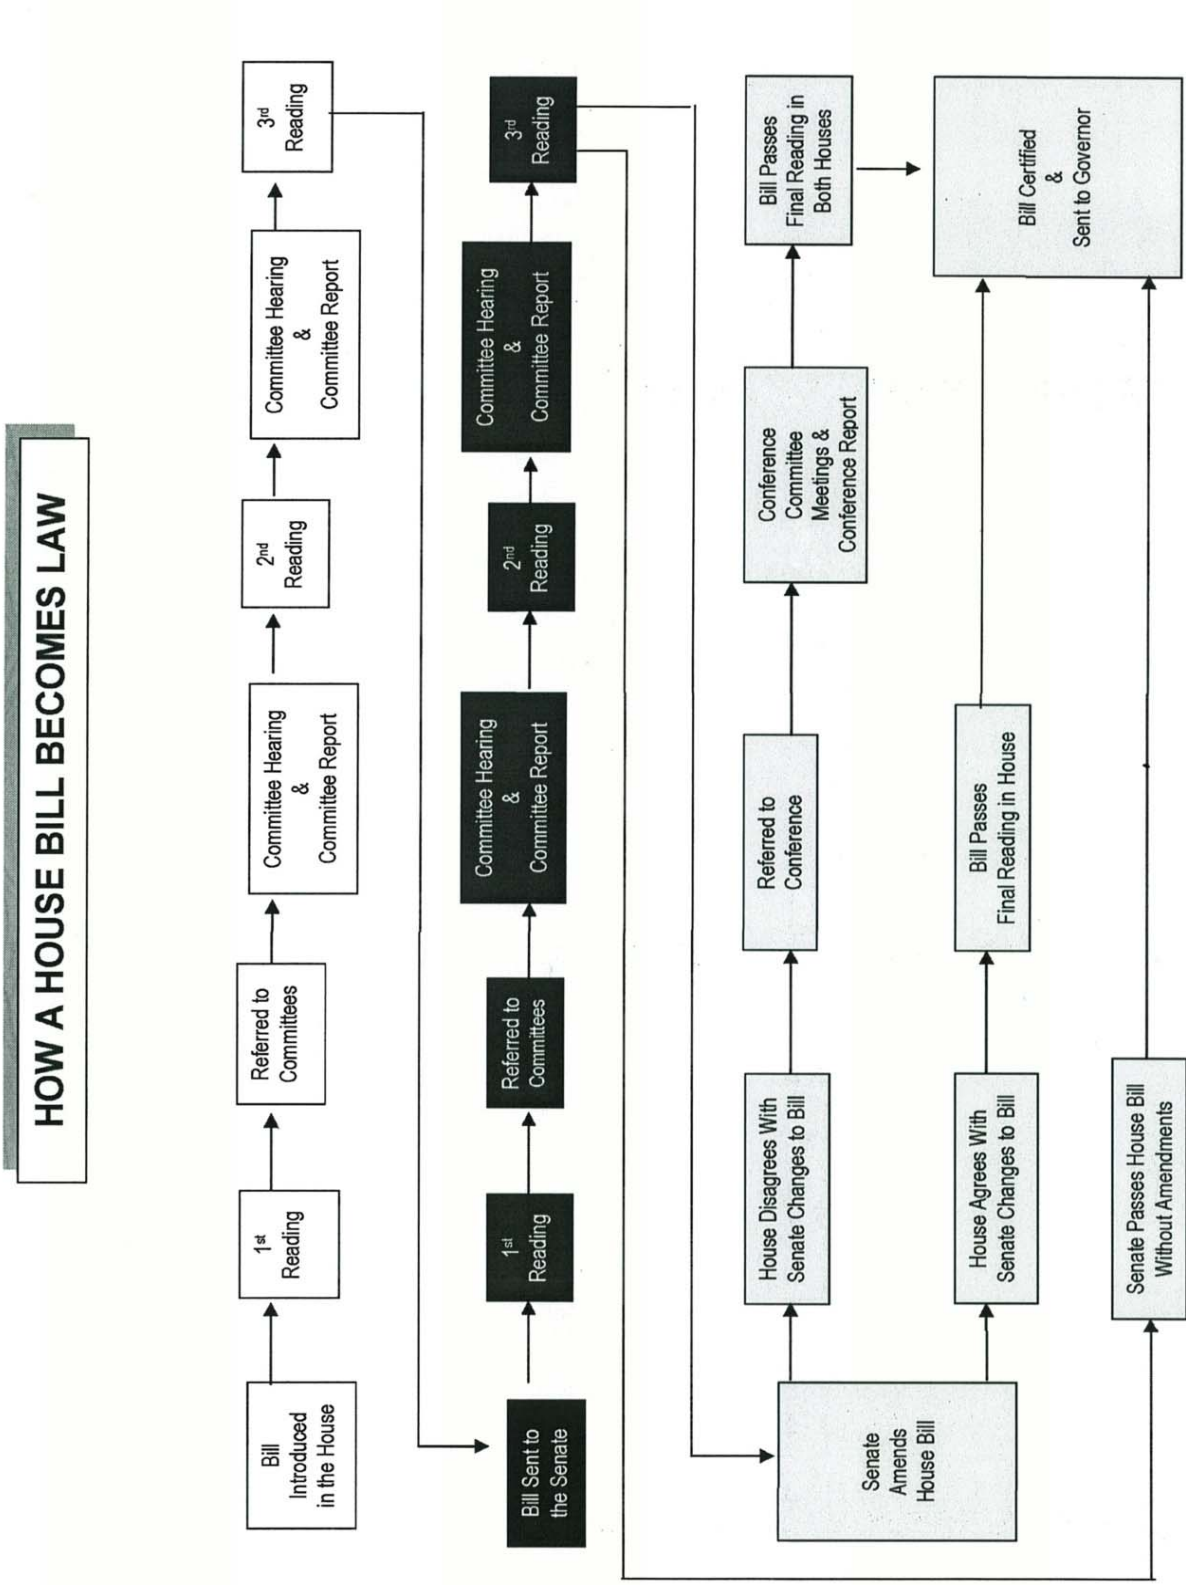 HOW A HOUSE BILL BECOMES LAW
Bill
Introduced
in the House
1st
Reading
Referred to
Committees
Committee Hearing
&
Committee Report
2nd
Reading
Committee Hearing
&
Committee Report
3rd
Reading
Bill Sent to
the Senate
1st
Reading
Referred to
Committees
Committee Hearing
&
Committee Report
2nd
Reading
Committee Hearing
&
Committee Report
3rd
Reading
Senate
Amends
House Bill
House Disagrees With
Senate Changes to Bill
Referred to
Conference
Conference
Committee
Meetings &
Conference Report
Bill Passes
Final Reading in
Both Houses
House Agrees With
Senate Changes to Bill
Bill Passes
Final Reading in House
Bill Certified
&
Sent to Governor
Senate Passes House Bill
Without Amendments